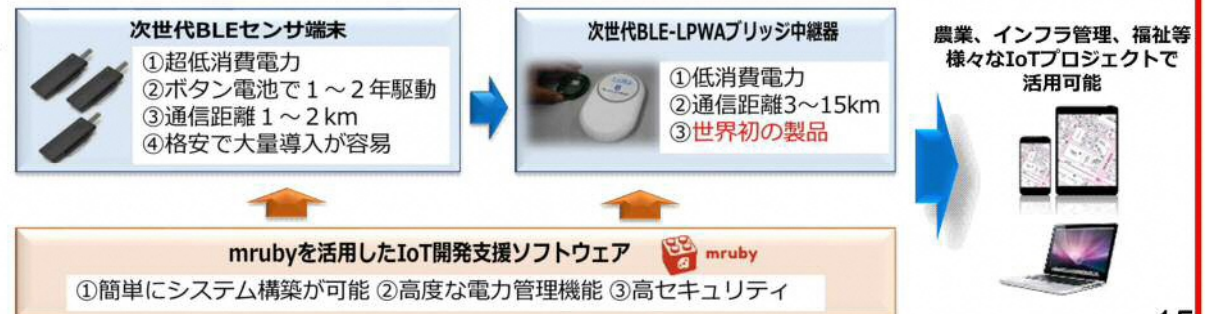 次世代BLEセンサ端末
①超低消費電力
②ボタン電池で1～2年駆動
③通信距離1～2km
④格安で大量導入が容易
次世代BLE-LPWAブリッジ中継器
①低消費電力
②通信距離3～15km
③世界初の製品
農業、インフラ管理、福祉等
様々なIoTプロジェクトで
活用可能
mrubyを活用したIoT開発支援ソフトウェア
mruby
①簡単にシステム構築が可能 ②高度な電力管理機能 ③高セキュリティ